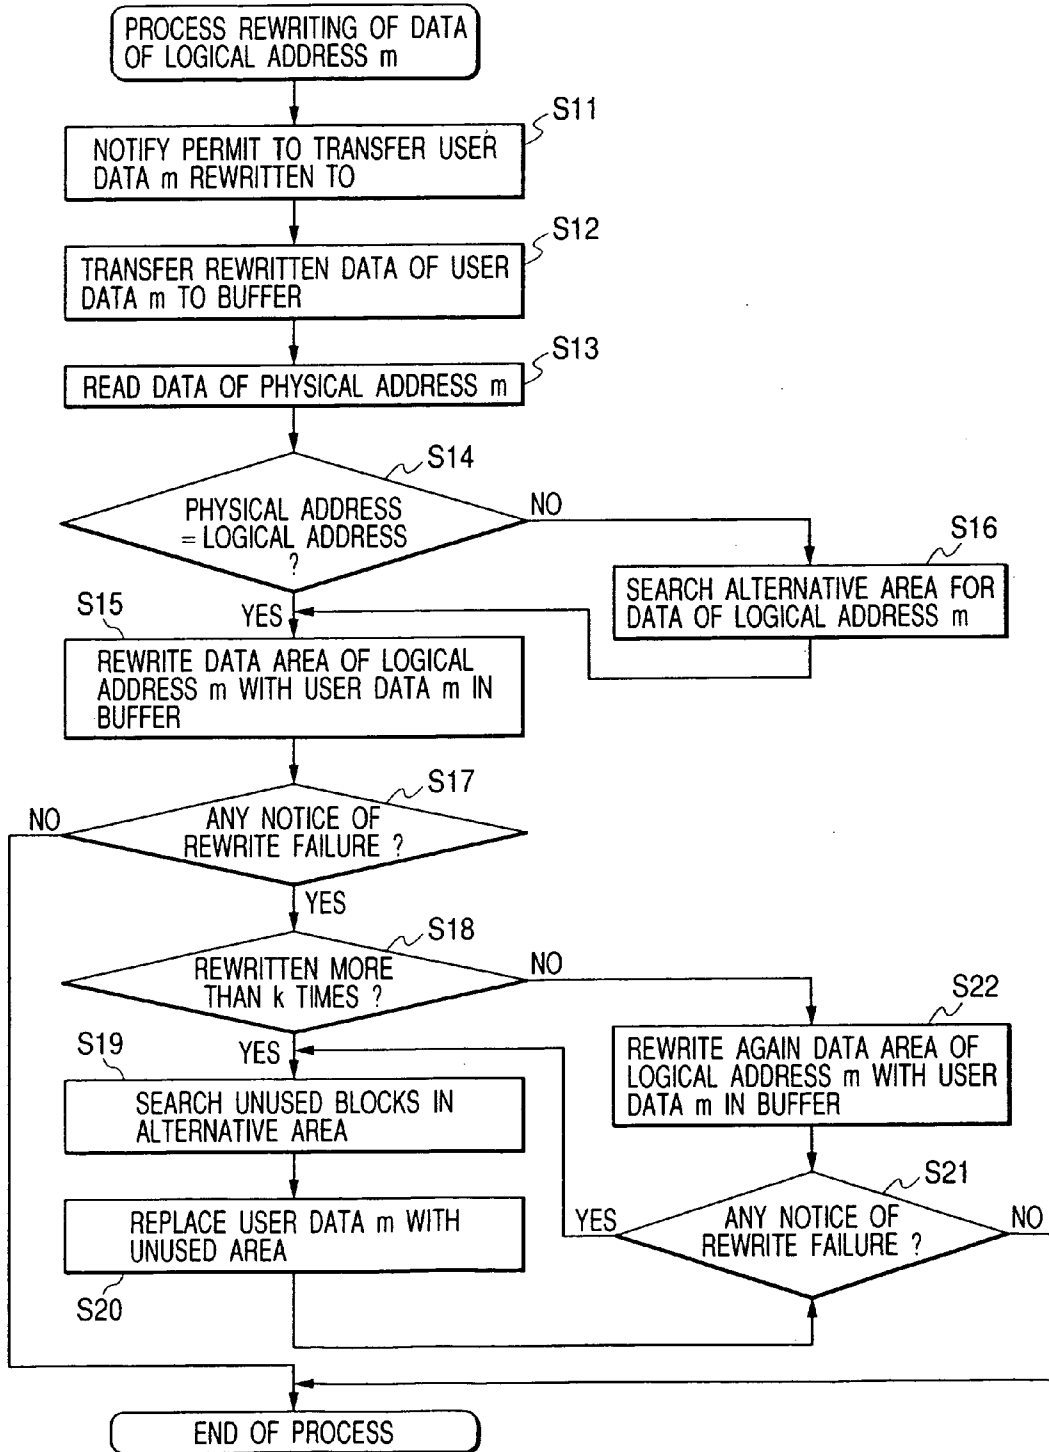 PROCESS REWRITING OF DATA
OF LOGICAL ADDRESS m
S11
NOTIFY PERMIT TO TRANSFER USER
DATA m REWRITTEN TO
S12
TRANSFER REWRITTEN DATA OF USER
DATA m TO BUFFER
S13
READ DATA OF PHYSICAL ADDRESS m
S14
PHYSICAL ADDRESS
= LOGICAL ADDRESS
?
NO
S16
SEARCH ALTERNATIVE AREA FOR
DATA OF LOGICAL ADDRESS m
YES
S15
REWRITE DATA AREA OF LOGICAL
ADDRESS m WITH USER DATA m IN
BUFFER
S17
ANY NOTICE OF
REWRITE FAILURE ?
NO
YES
S18
REWRITTEN MORE
THAN k TIMES ?
NO
S22
REWRITE AGAIN DATA AREA OF
LOGICAL ADDRESS m WITH USER
DATA m IN BUFFER
YES
S19
SEARCH UNUSED BLOCKS IN
ALTERNATIVE AREA
S21
ANY NOTICE OF
REWRITE FAILURE ?
YES
NO
REPLACE USER DATA m WITH
UNUSED AREA
S20
END OF PROCESS